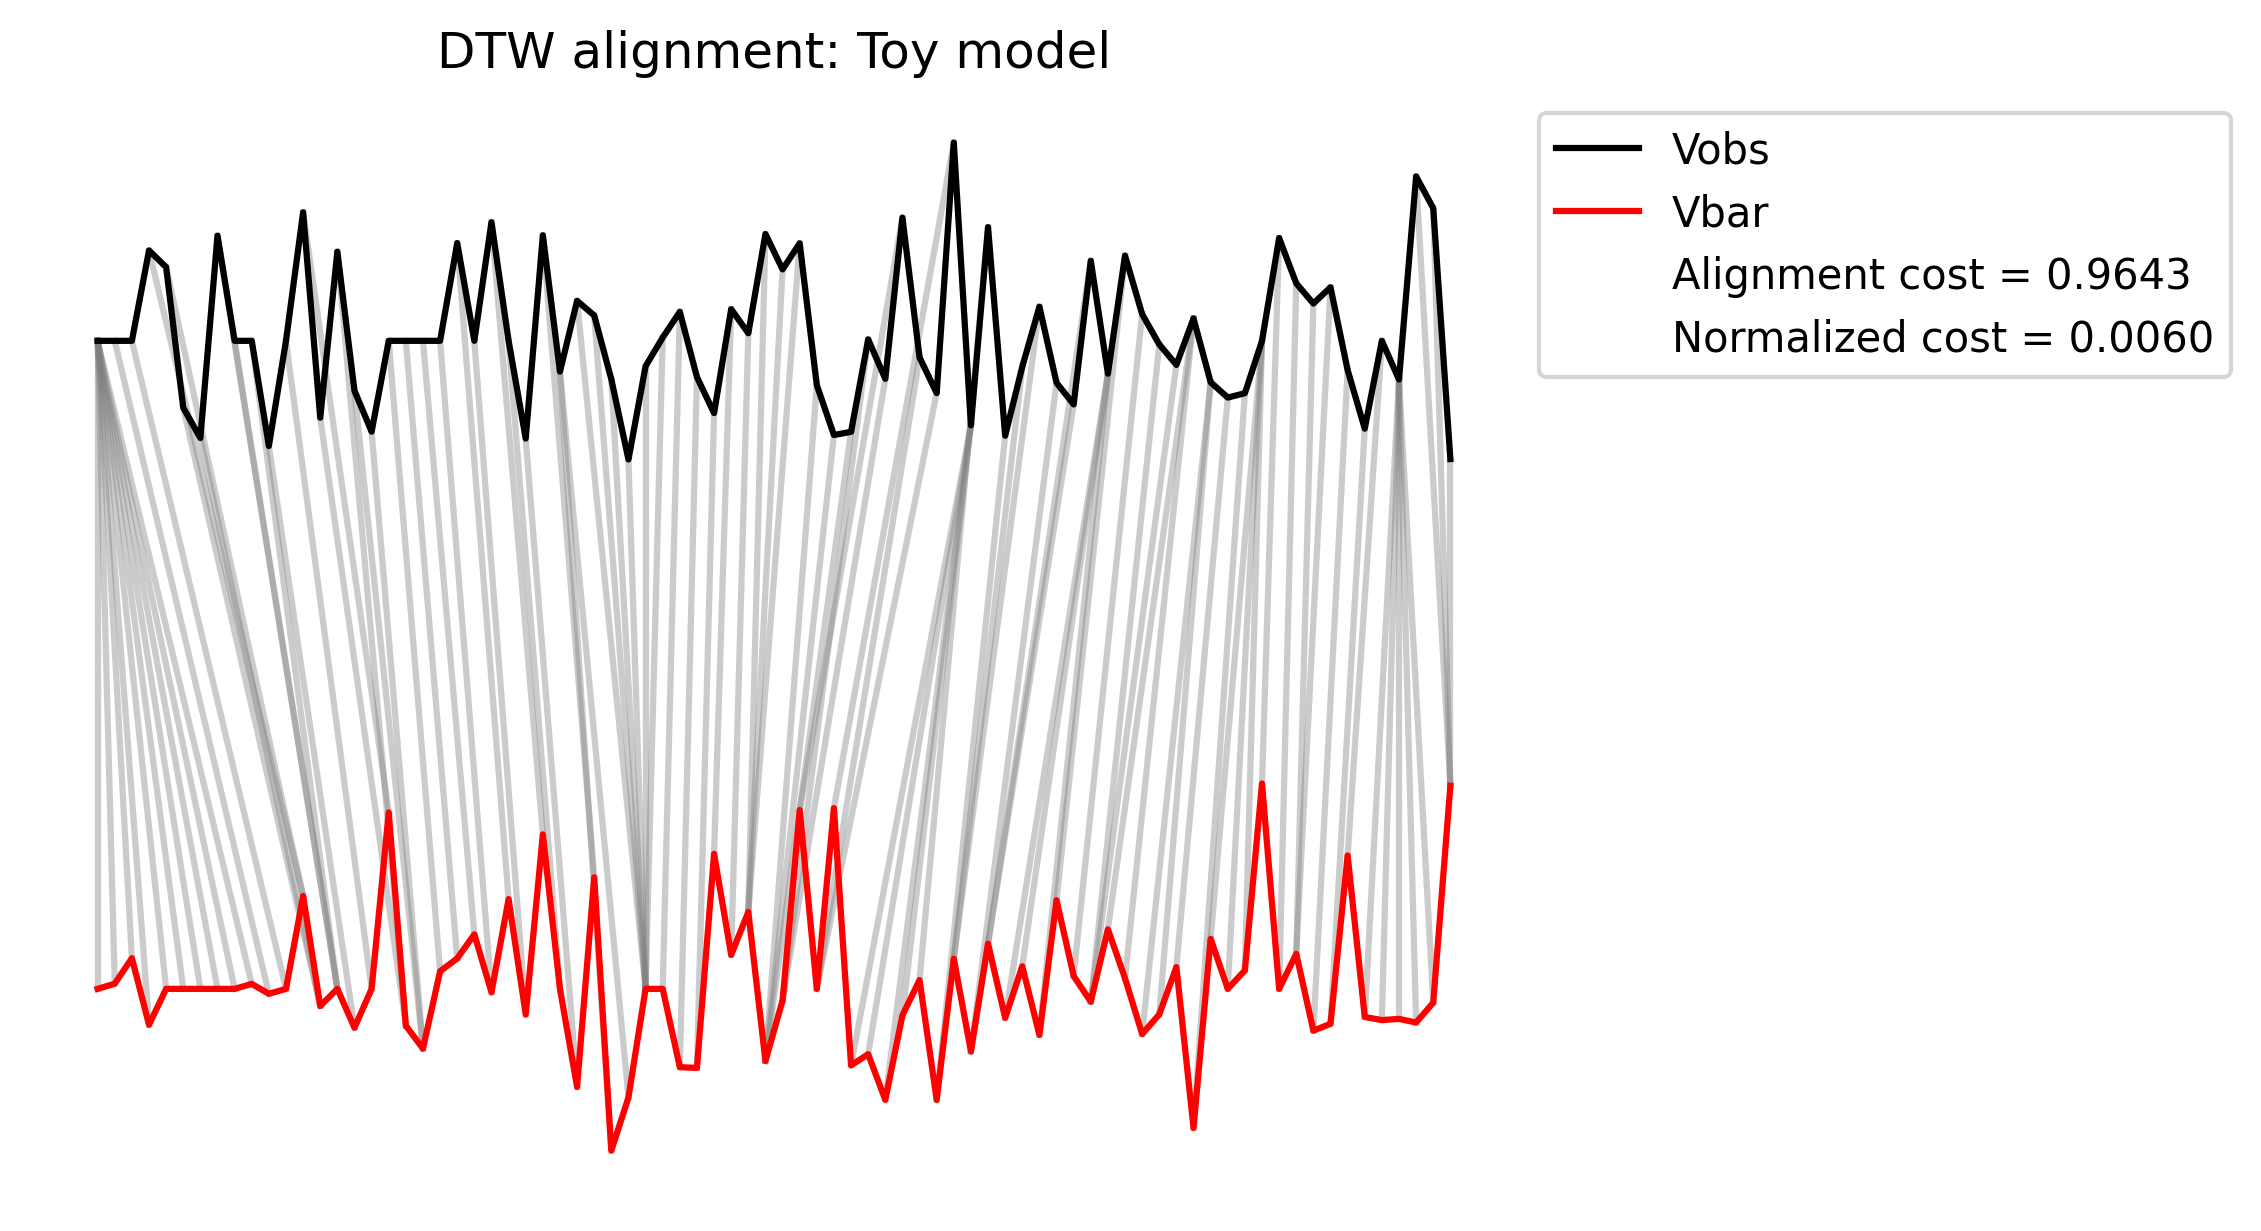 DTW alignment: Toy model
Vobs
Vbar
Alignment cost = 0.9643
Normalized cost = 0.0060